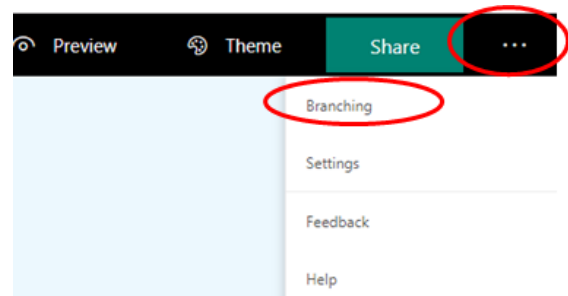 Preview Theme Share ...
Branching
Settings
Feedback
Help